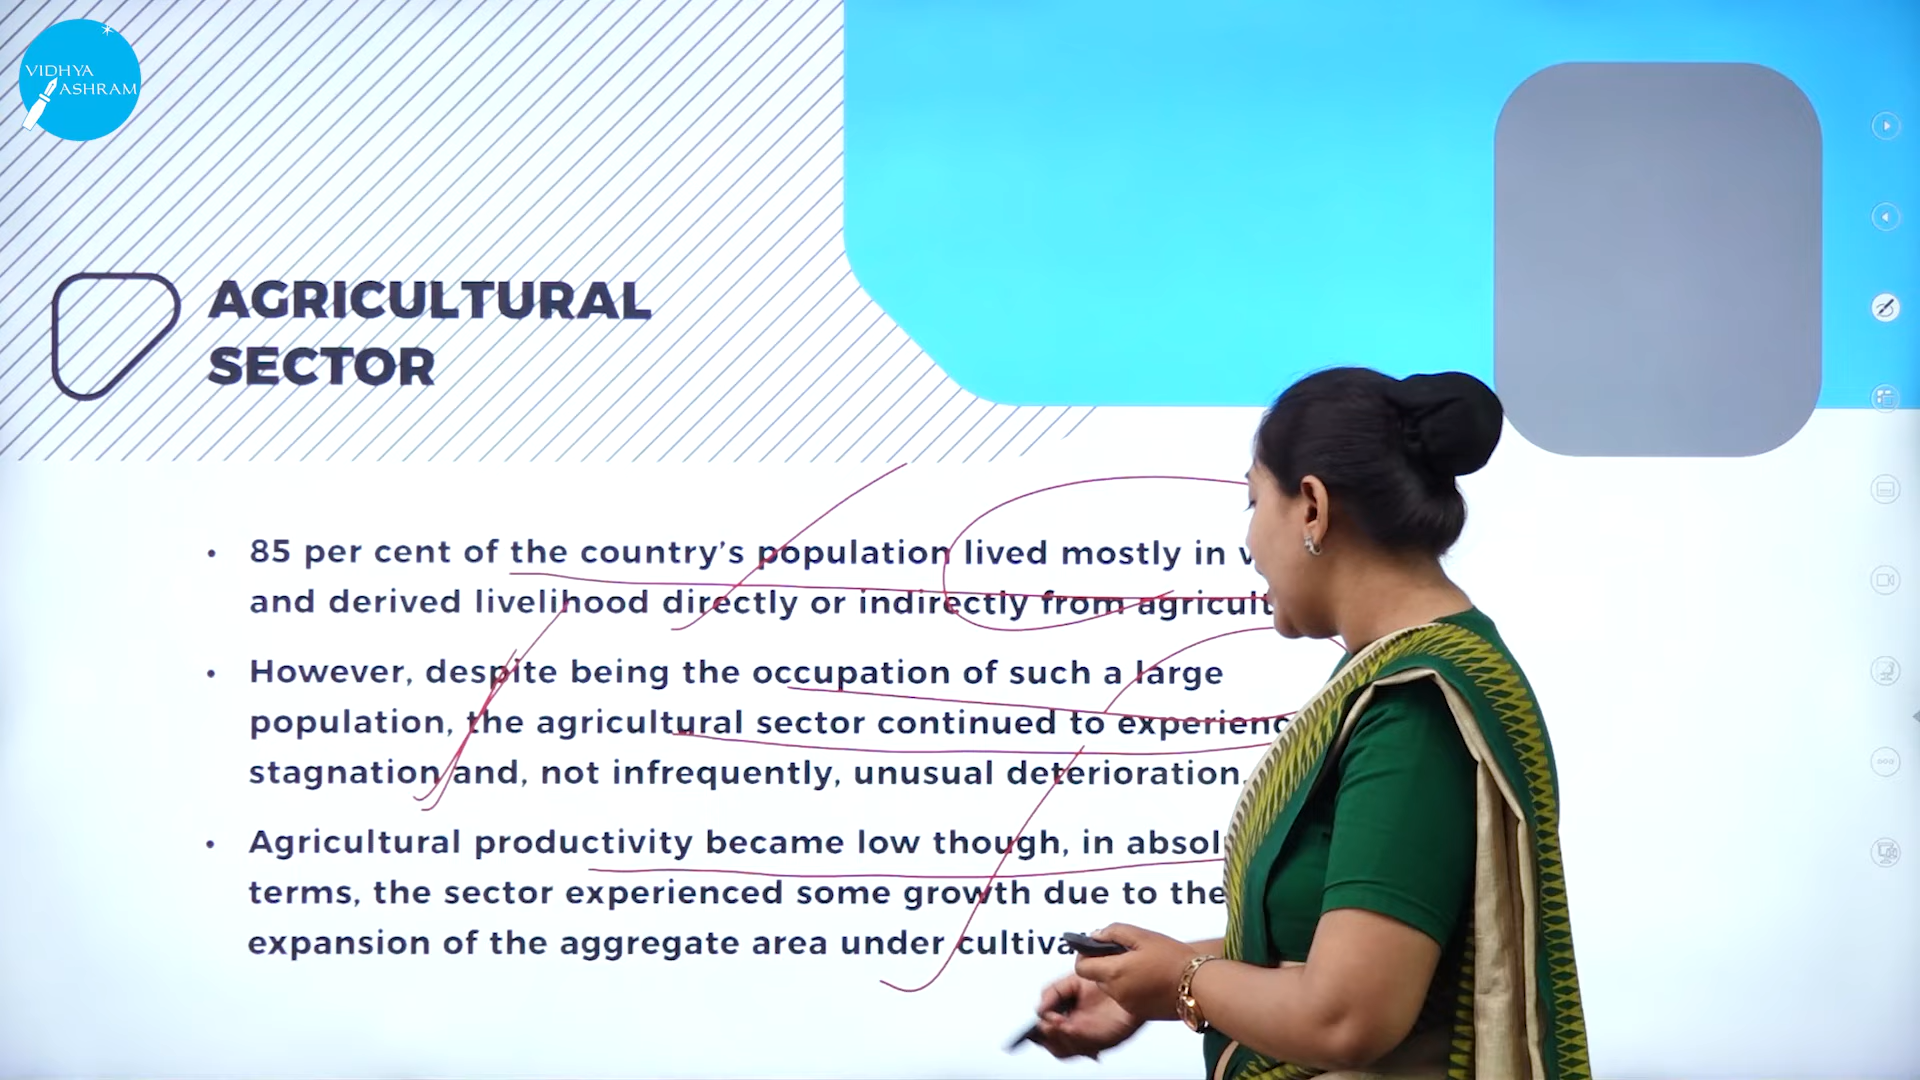 VIDHYA
ASHRAM
AGRICULTURAL
SECTOR
• 85 per cent of the country’s population lived mostly in
and derived livelihood directly or indirectly from
• However, despite being the occupation of such a large
population, the agricultural sector continued to
stagnation and, not infrequently, unusual deterioration.
• Agricultural productivity became low though, in
terms, the sector experienced some growth due to the
expansion of the aggregate area under